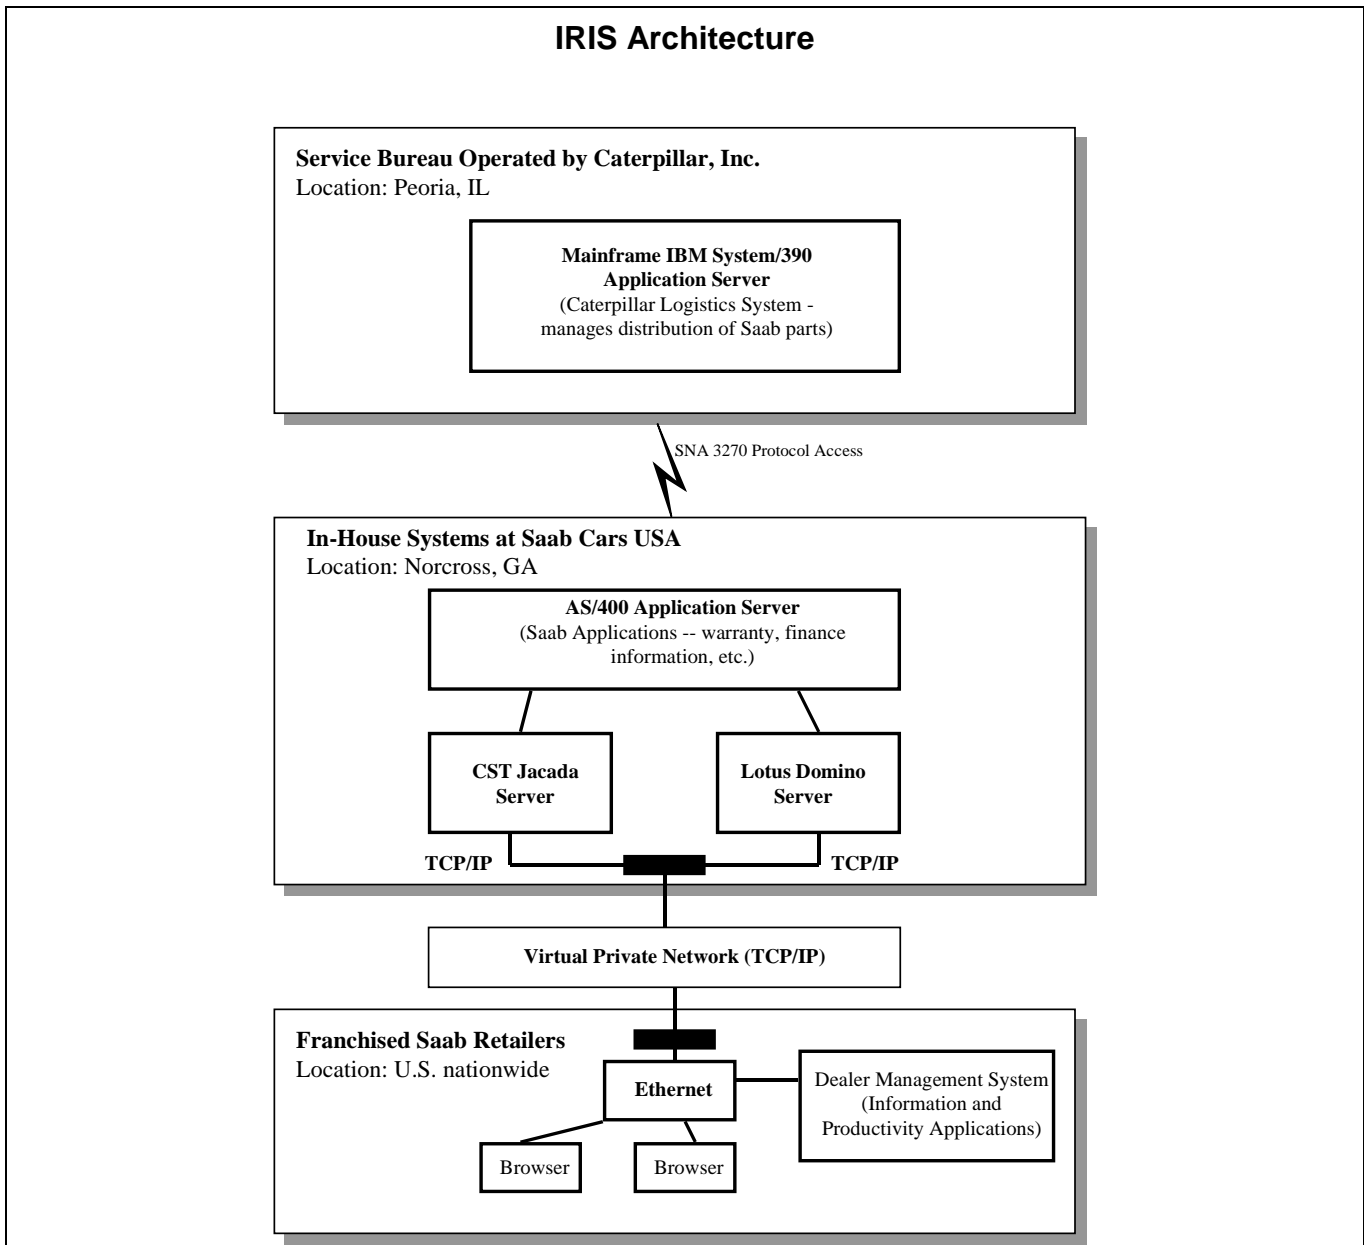 IRIS Architecture
Service Bureau Operated by Caterpillar, Inc.
Location: Peoria, IL
Mainframe IBM System/390
Application Server
(Caterpillar Logistics System -
manages distribution of Saab parts)
SNA 3270 Protocol Access
In-House Systems at Saab Cars USA
Location: Norcross, GA
AS/400 Application Server
(Saab Applications -- warranty, finance
information, etc.)
CST Jacada
Server
Lotus Domino
Server
TCP/IP
TCP/IP
Virtual Private Network (TCP/IP)
Franchised Saab Retailers
Location: U.S. nationwide
Ethernet
Dealer Management System
(Information and
Productivity Applications)
Browser
Browser